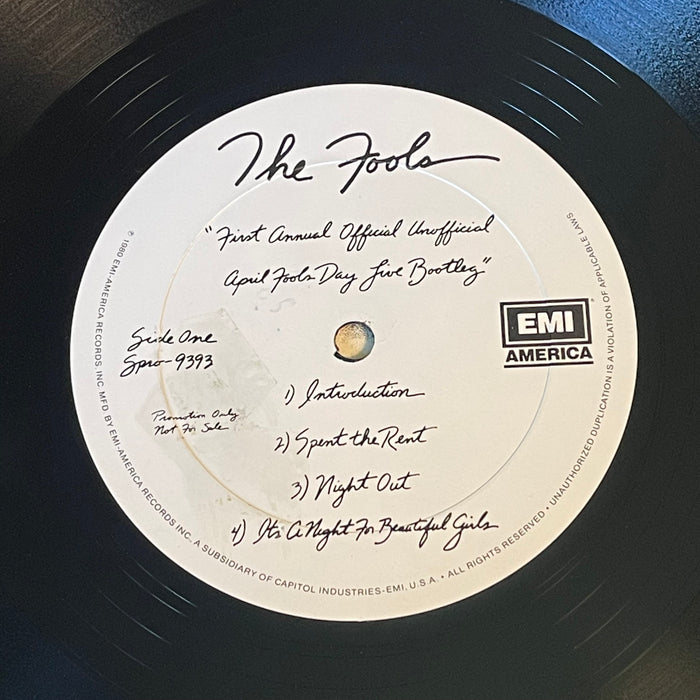 The Fools
"First Annual Official Unofficial
April Fools Day Live Bootleg"
EMI
AMERICA
Side One
Spro-9393
Promotion Only
Not For Sale
1) Introduction
2) Spent the Rent
3) Night Out
4) It's A Night For Beautiful Girls
℗ 1980 EMI-AMERICA RECORDS, INC. MFD. BY EMI-AMERICA RECORDS INC. A SUBSIDIARY OF CAPITOL INDUSTRIES-EMI, U.S.A. • ALL RIGHTS RESERVED • UNAUTHORIZED DUPLICATION IS A VIOLATION OF APPLICABLE LAWS